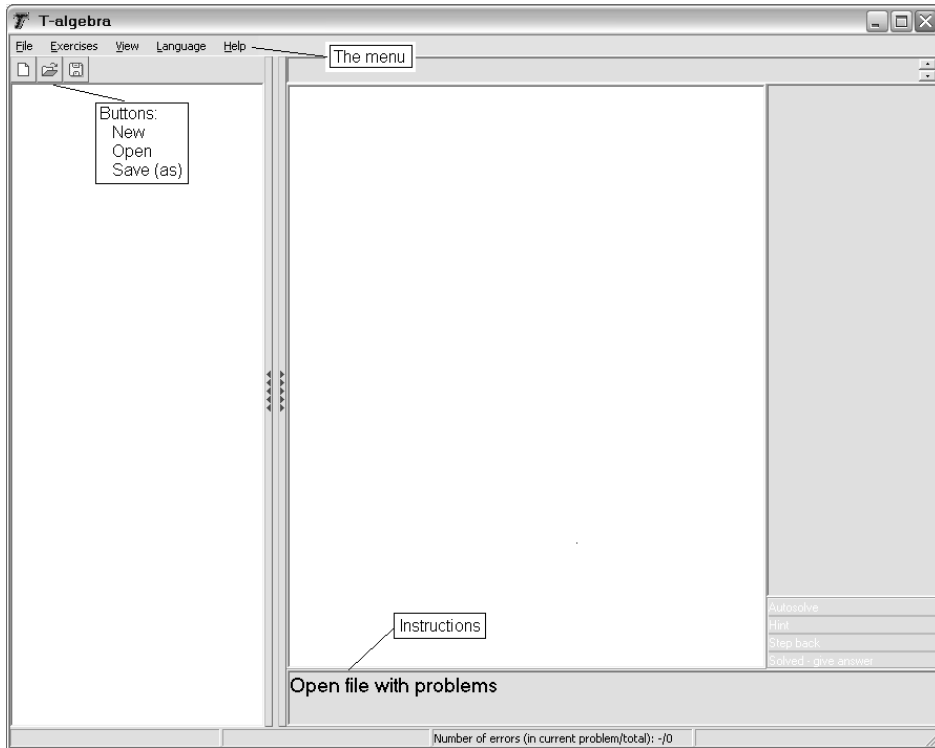 T-algebra
File Exercises View Language Help
The menu
Buttons:
New
Open
Save (as)
Autosolve
Hint
Step back
Solved - give answer
Instructions
Open file with problems
Number of errors (in current problem/total): -/0